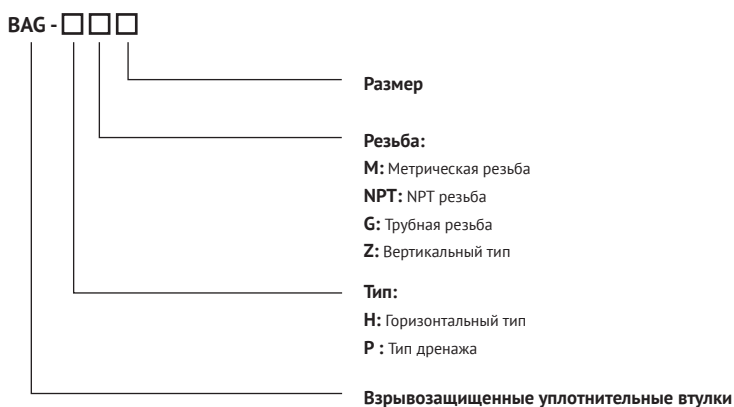 BAG - □□□
Размер
Резьба:
М: Метрическая резьба
NPT: NPT резьба
G: Трубная резьба
Z: Вертикальный тип
Тип:
H: Горизонтальный тип
P : Тип дренажа
Взрывозащищенные уплотнительные втулки